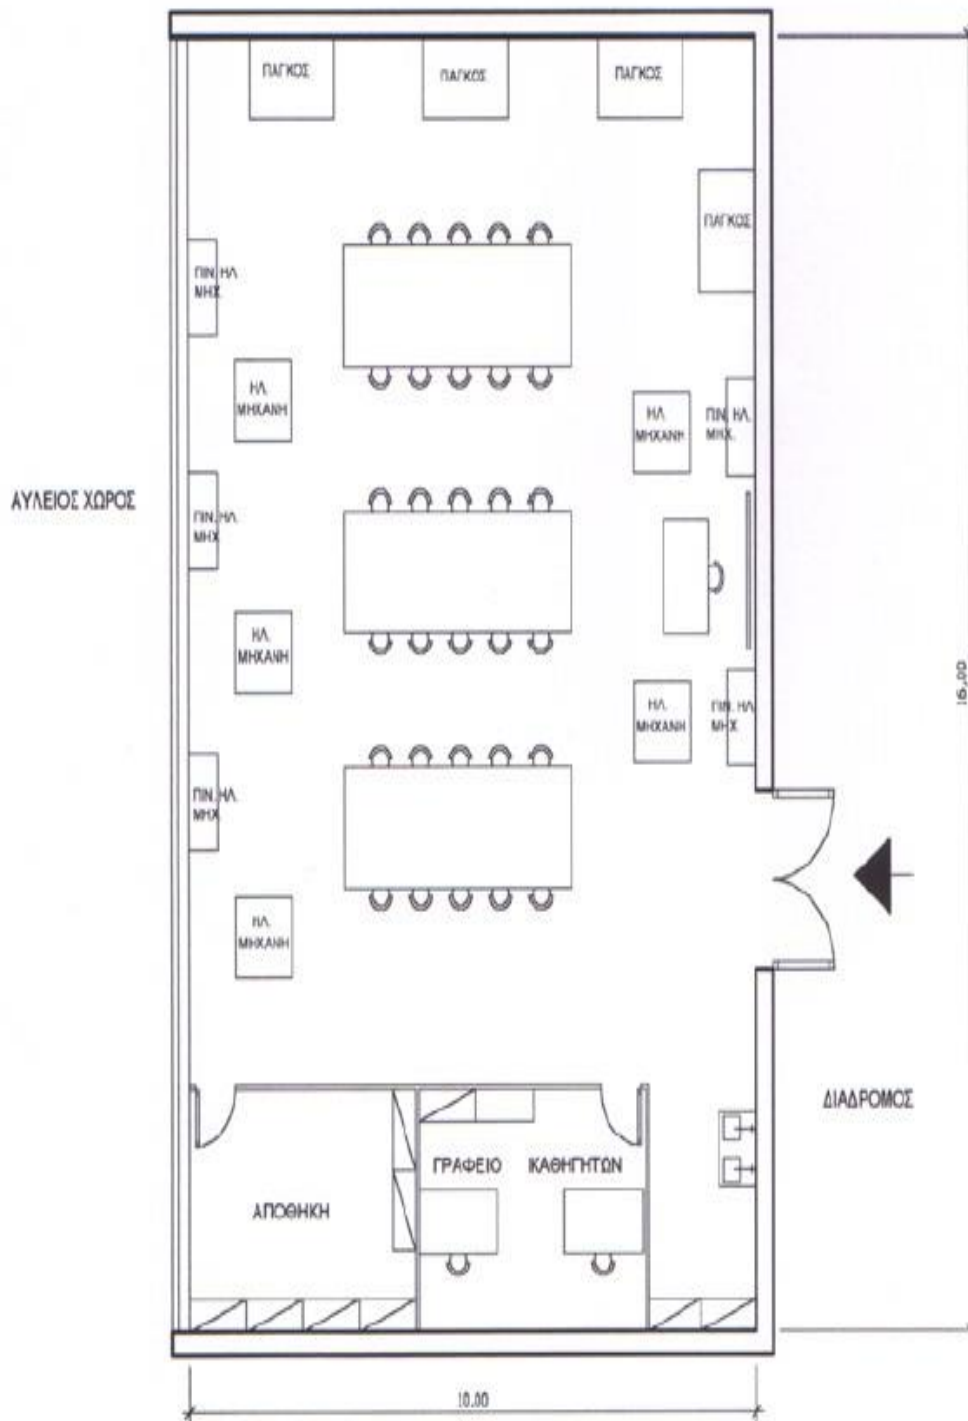 ΠΑΓΚΟΣ
ΠΑΓΚΟΣ
ΠΑΓΚΟΣ
ΠΑΓΚΟΣ
ΠΙΝ. ΗΛ.
ΜΗΧ
ΗΛ.
ΜΗΧΑΝΗ
ΗΛ.
ΜΗΧΑΝΗ
ΠΙΝ. ΗΛ.
ΜΗΧ.
ΑΥΛΕΙΟΣ ΧΩΡΟΣ
ΠΙΝ. ΗΛ.
ΜΗΧ
ΗΛ.
ΜΗΧΑΝΗ
16,00
ΗΛ.
ΜΗΧΑΝΗ
ΠΙΝ. ΗΛ.
ΜΗΧ
ΠΙΝ. ΗΛ.
ΜΗΧ
ΗΛ.
ΜΗΧΑΝΗ
ΔΙΑΔΡΟΜΟΣ
ΓΡΑΦΕΙΟ ΚΑΘΗΓΗΤΩΝ
ΑΠΟΘΗΚΗ
10.00